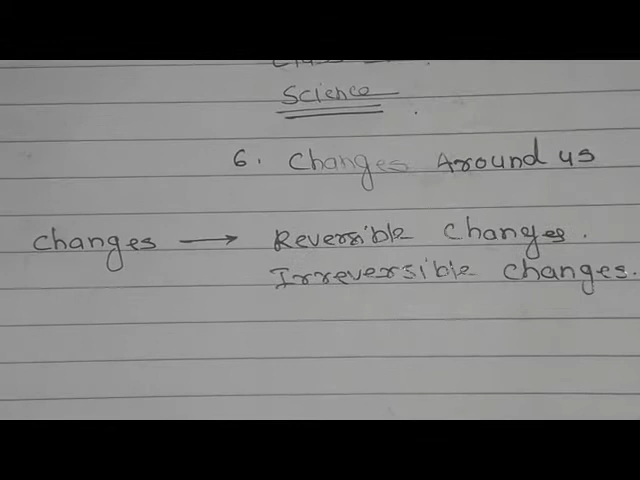 Science
6. Changes Around us
Changes → Reversible Changes.
Irreversible Changes.